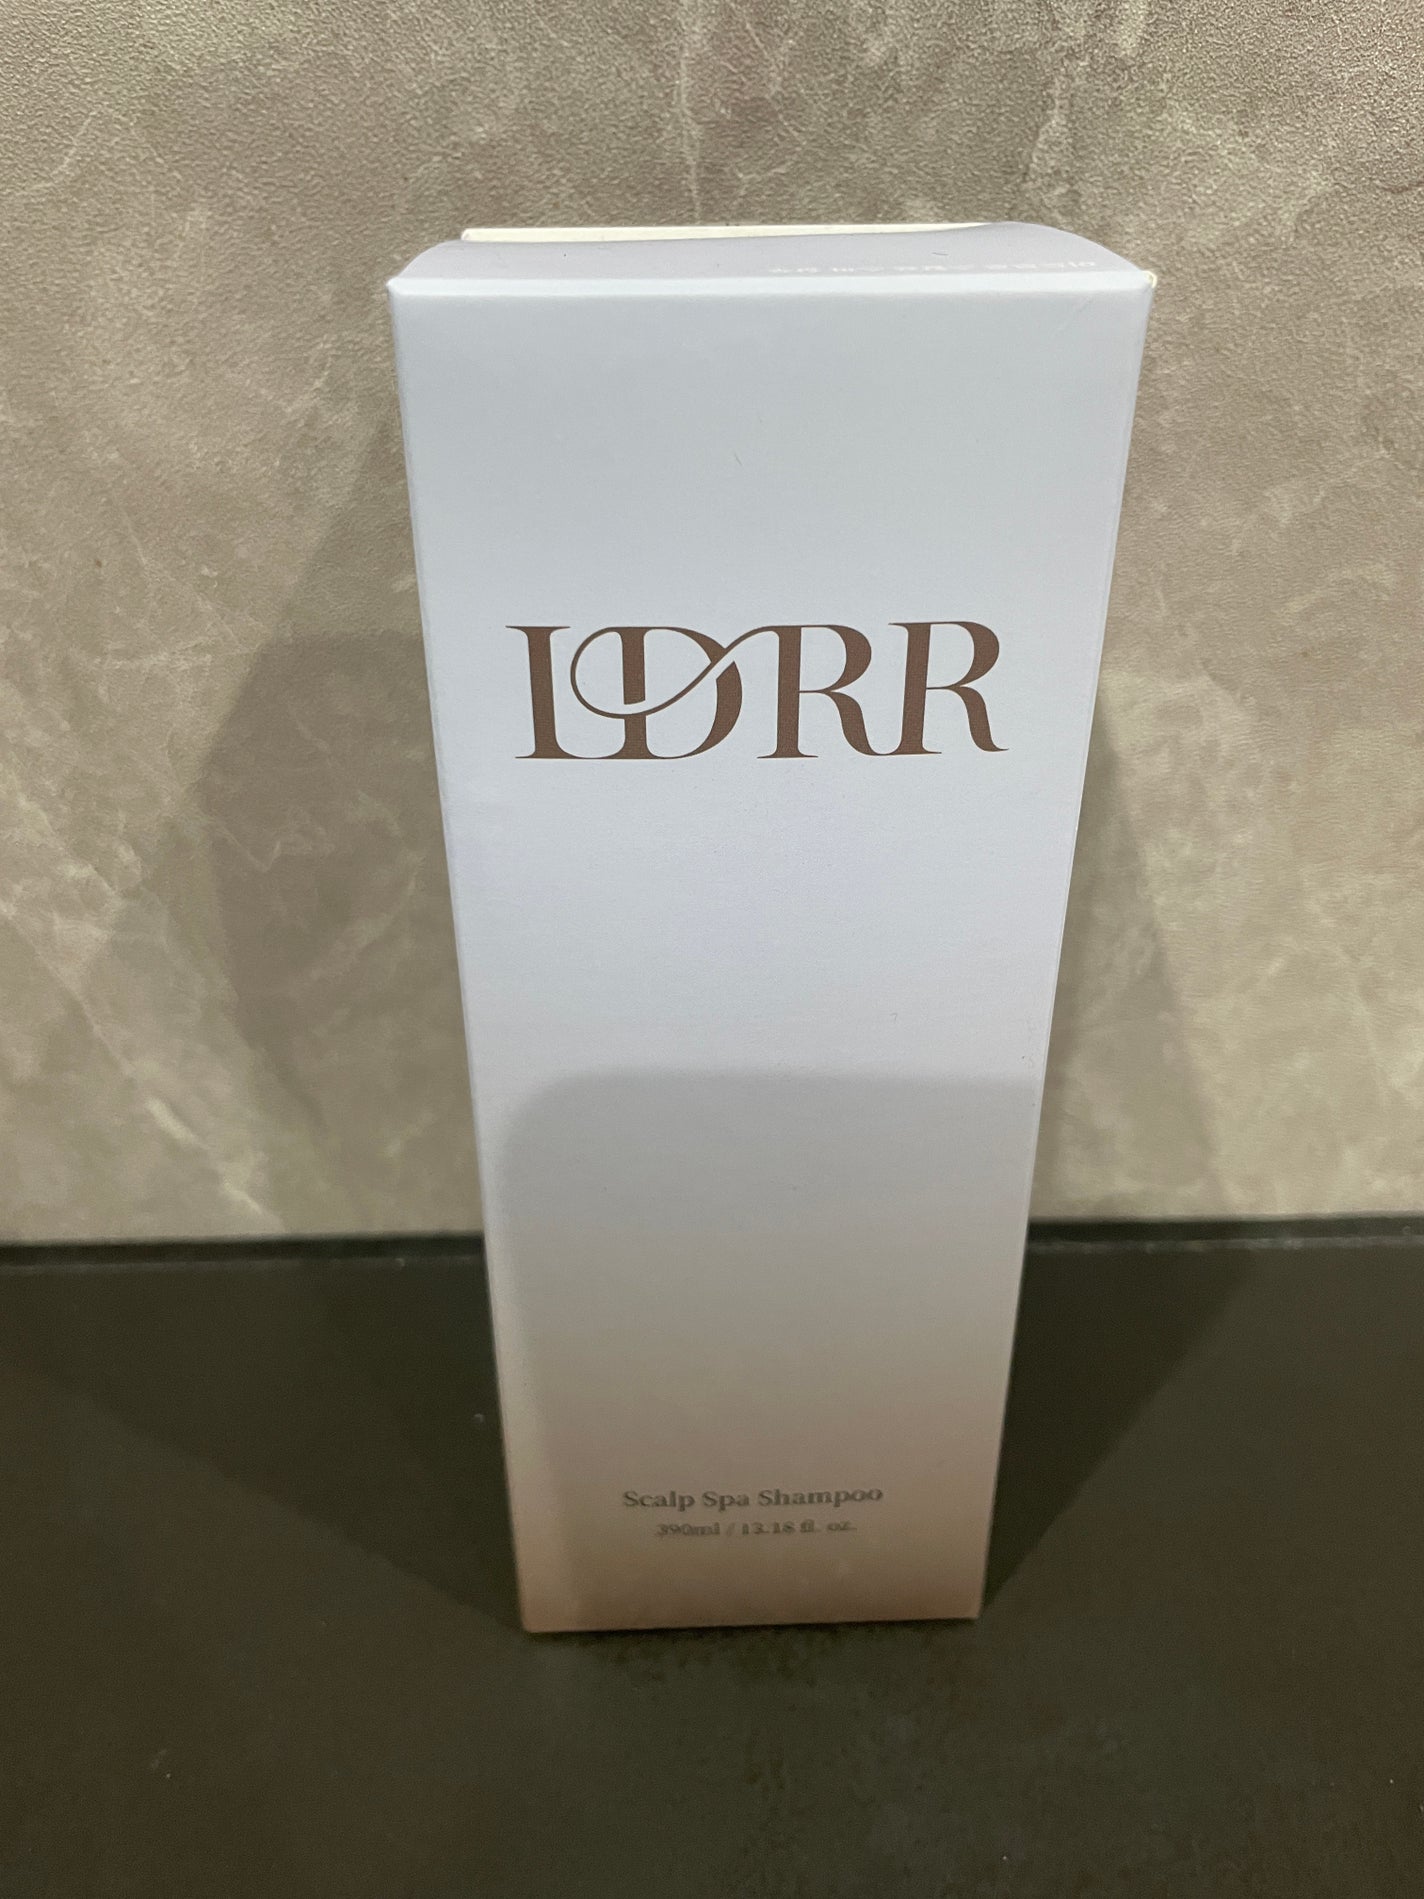 LDRR
Scalp Spa Shampoo
390ml / 13.18 fl. oz.